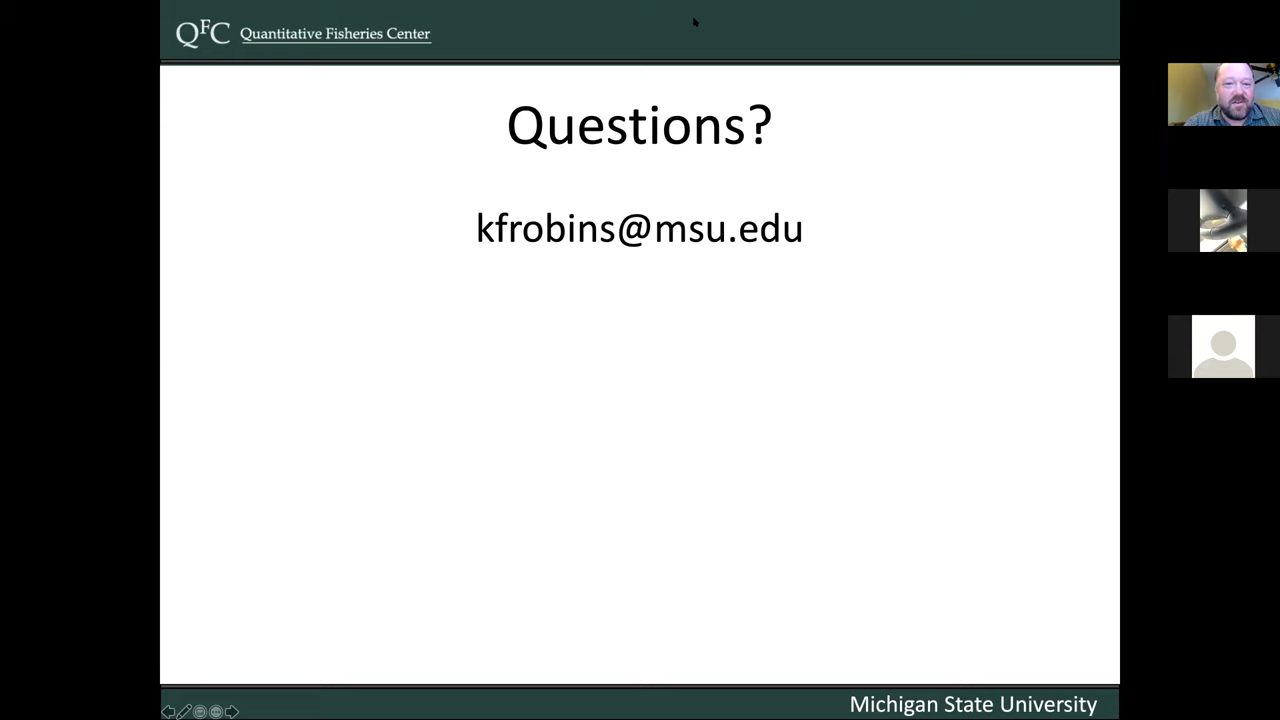 QFC Quantitative Fisheries Center
Questions?
kfrobins@msu.edu
Michigan State University